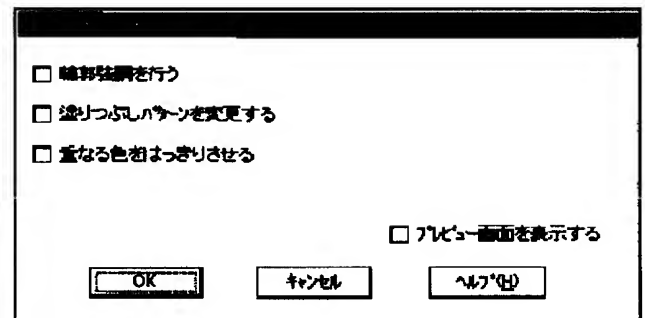 輪郭強調を行う
塗りつぶしパターンを変更する
重なる色をはっきりさせる
プレビュー画面を表示する
OK キャンセル ヘルプ(H)